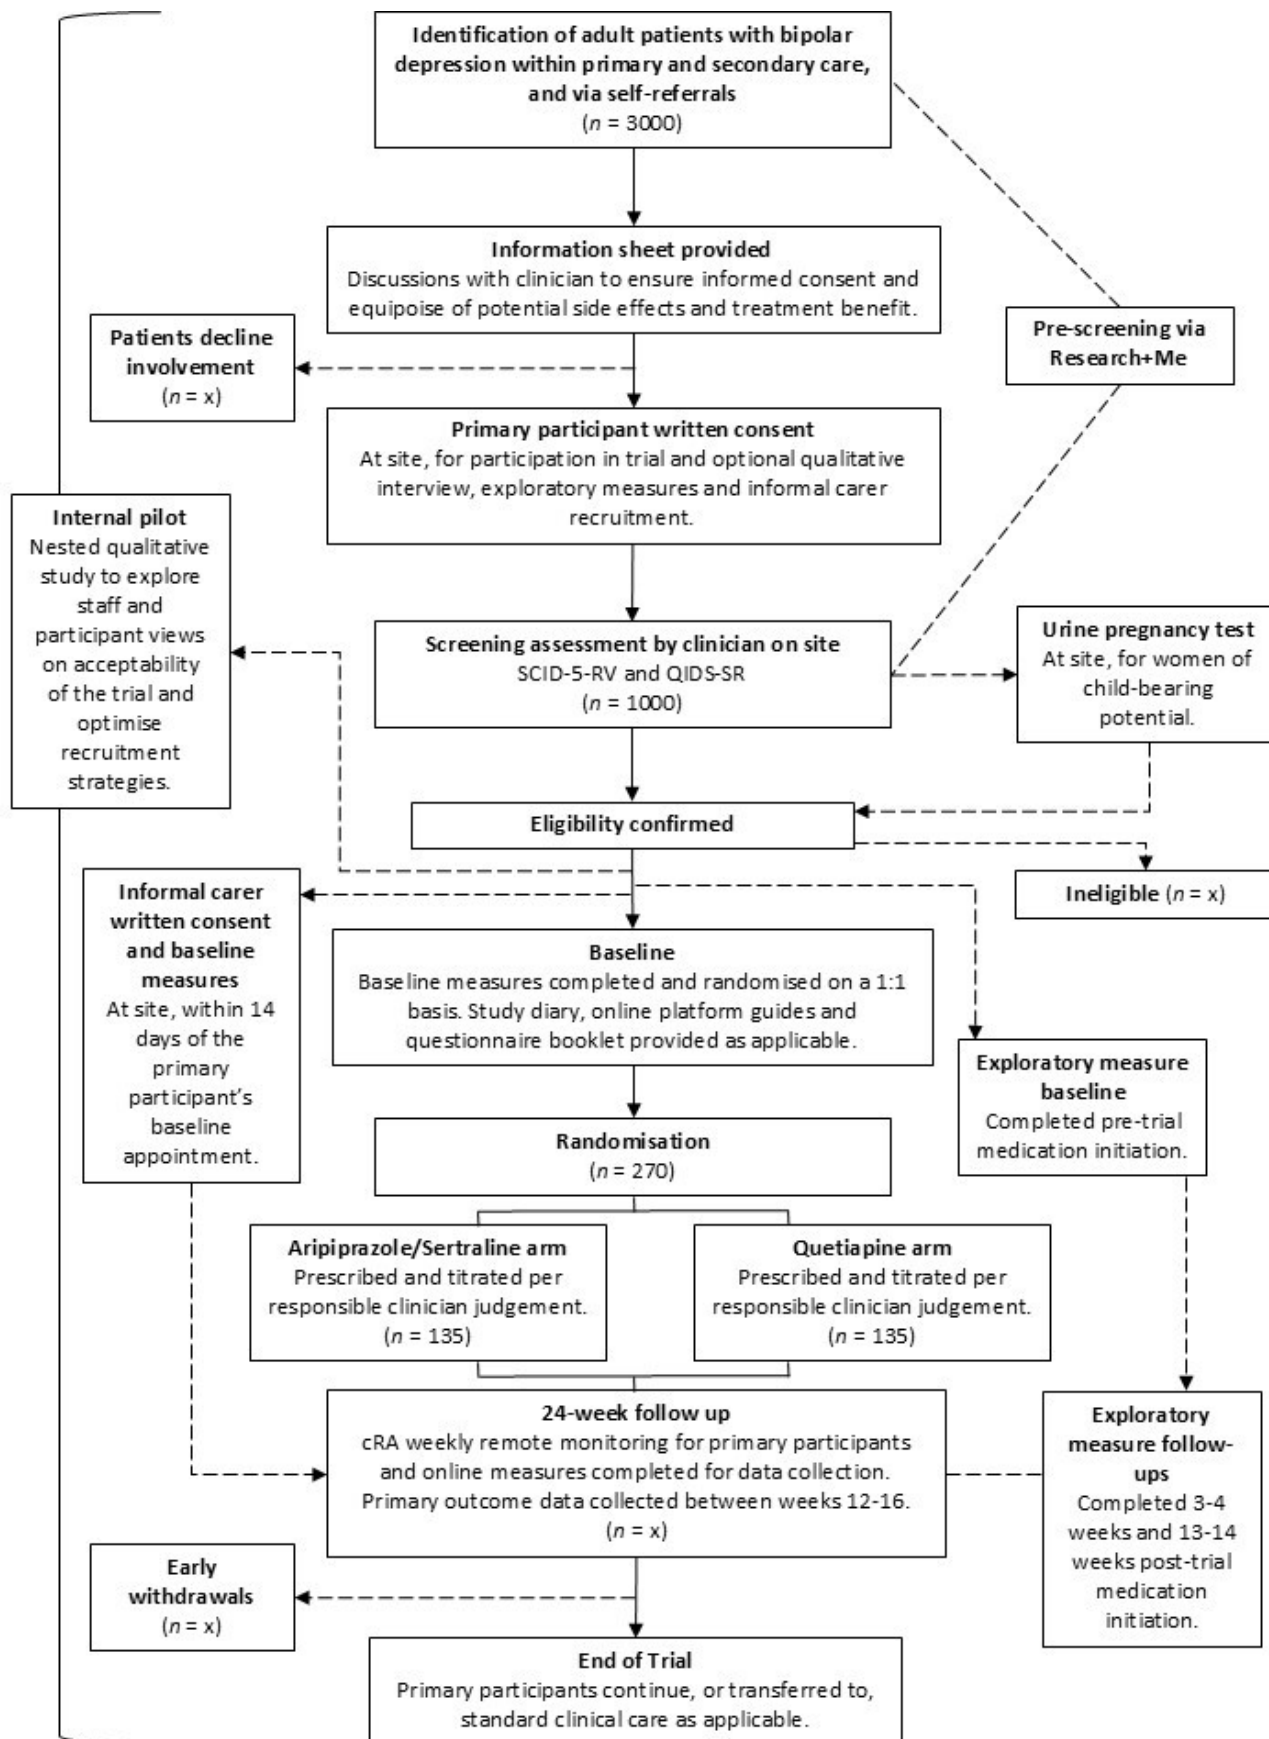 Identification of adult patients with bipolar
depression within primary and secondary care,
and via self-referrals
(n = 3000)
Information sheet provided
Discussions with clinician to ensure informed consent and
equipoise of potential side effects and treatment benefit.
Patients decline
involvement
(n = x)
Pre-screening via
Research+Me
Primary participant written consent
At site, for participation in trial and optional qualitative
interview, exploratory measures and informal carer
recruitment.
Internal pilot
Nested qualitative
study to explore
staff and
participant views
on acceptability
of the trial and
optimise
recruitment
strategies.
Screening assessment by clinician on site
SCID-5-RV and QIDS-SR
(n = 1000)
Urine pregnancy test
At site, for women of
child-bearing
potential.
Eligibility confirmed
Ineligible (n = x)
Informal carer
written consent
and baseline
measures
At site, within 14
days of the
primary
participant’s
baseline
appointment.
Baseline
Baseline measures completed and randomised on a 1:1
basis. Study diary, online platform guides and
questionnaire booklet provided as applicable.
Exploratory measure
baseline
Completed pre-trial
medication initiation.
Randomisation
(n = 270)
Aripiprazole/Sertraline arm
Prescribed and titrated per
responsible clinician judgement.
(n = 135)
Quetiapine arm
Prescribed and titrated per
responsible clinician judgement.
(n = 135)
24-week follow up
cRA weekly remote monitoring for primary participants
and online measures completed for data collection.
Primary outcome data collected between weeks 12-16.
(n = x)
Exploratory
measure follow-
ups
Completed 3-4
weeks and 13-14
weeks post-trial
medication
initiation.
Early
withdrawals
(n = x)
End of Trial
Primary participants continue, or transferred to,
standard clinical care as applicable.